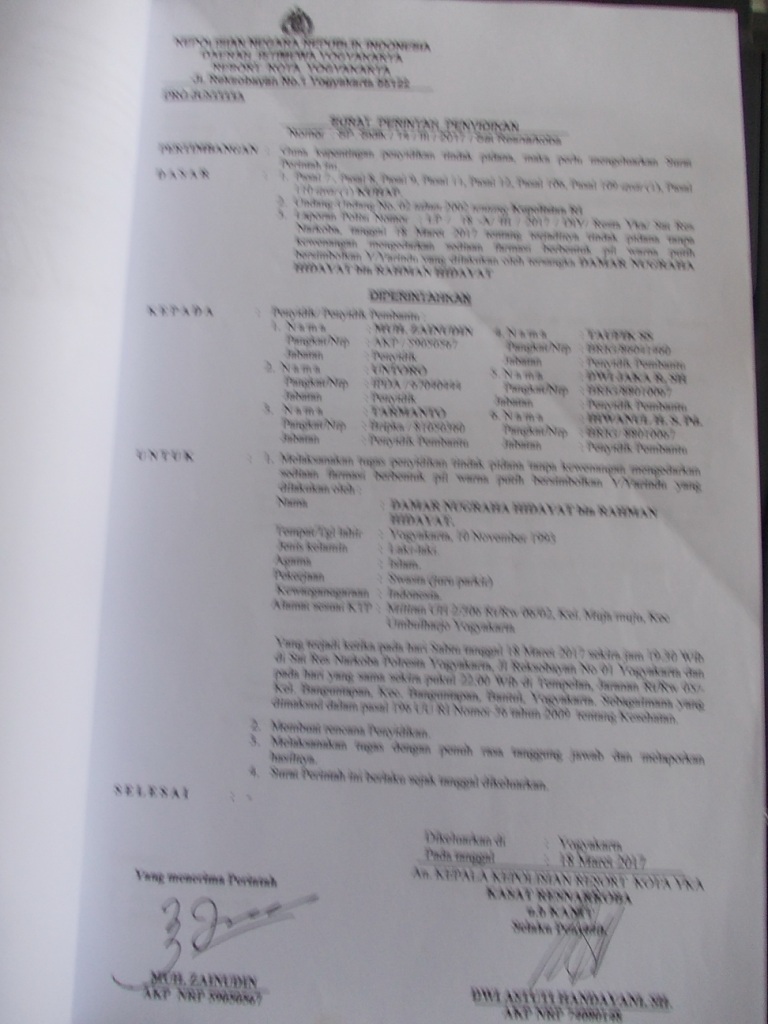 KEPOLISIAN NEGARA REPUBLIK INDONESIA
DAERAH ISTIMEWA YOGYAKARTA
RESORT KOTA YOGYAKARTA
Jl. Reksobayan No.1 Yogyakarta 55122
PRO JUSTITIA
SURAT PERINTAH PENYIDIKAN
Nomor : SP. Sidik / / III / 2017 / Sat Resnarkoba
PERTIMBANGAN : Guna kepentingan penyidikan tindak pidana, maka perlu mengeluarkan Surat
Perintah ini.
DASAR : 1. Pasal 7, Pasal 8, Pasal 9, Pasal 11, Pasal 12, Pasal 106, Pasal 109 ayat (1), Pasal
110 ayat (1) KUHAP.
2. Undang-Undang No. 02 tahun 2002 tentang Kepolisian RI
3. Laporan Polisi Nomor : LP / 18 -A/ III / 2017 / DIY/ Resta Yka/ Sat Res
Narkoba, tanggal 18 Maret 2017 tentang terjadinya tindak pidana tanpa
kewenangan mengedarkan sediaan farmasi berbentuk pil warna putih
bersimbolkan Y/Yarindu yang dilakukan oleh tersangka DAMAR NUGRAHA
HIDAYAT bin RAHMAN HIDAYAT
DIPERINTAHKAN
KEPADA : Penyidik/ Penyidik Pembantu :
1. Nama : MUH. ZAINUDIN 4. Nama : TAUFIK SS
Pangkat/Nrp : AKP / 59050567 Pangkat/Nrp : BRIG/
Jabatan : Penyidik Jabatan : Penyidik Pembantu
2. Nama : UNTORO 5. Nama : DWI JAKA R, SH
Pangkat/Nrp : IPDA / 67040444 Pangkat/Nrp : BRIG/88010067
Jabatan : Penyidik Jabatan : Penyidik Pembantu
3. Nama : TARMANTO 6. Nama : IRWANUL H. S, Pd.
Pangkat/Nrp : Bripka / 81050360 Pangkat/Nrp : BRIG/ 88010067
Jabatan : Penyidik Pembantu Jabatan : Penyidik Pembantu
UNTUK : 1. Melaksanakan tugas penyidikan tindak pidana tanpa kewenangan mengedarkan
sediaan farmasi berbentuk pil warna putih bersimbolkan Y/Yarindu yang
dilakukan oleh :
Nama : DAMAR NUGRAHA HIDAYAT bin RAHMAN
HIDAYAT.
Tempat/Tgl lahir : Yogyakarta, 10 November 1993
Jenis kelamin : Laki-laki.
Agama : Islam.
Pekerjaan : Swasta (juru parkir)
Kewarganegaraan : Indonesia.
Alamat sesuai KTP : Miliran UH 2/306 Rt/Rw 06/02, Kel. Muja muju, Kec.
Umbulharjo Yogyakarta
Yang terjadi ketika pada hari Sabtu tanggal 18 Maret 2017 sekira jam 19.30 Wib
di Sat Res Narkoba Polresta Yogyakarta, Jl Reksobayan No 01 Yogyakarta dan
pada hari yang sama sekira pukul 22.00 Wib di Tempelan, Jaranan Rt/Rw 05/-
Kel. Banguntapan, Kec. Banguntapan, Bantul, Yogyakarta. Sebagaimana yang
dimaksud dalam pasal 196 UU RI Nomor 36 tahun 2009 tentang Kesehatan.
2. Membuat rencana Penyidikan.
3. Melaksanakan tugas dengan penuh rasa tanggung jawab dan melaporkan
hasilnya.
4. Surat Perintah ini berlaku sejak tanggal dikeluarkan.
SELESAI : -
Dikeluarkan di : Yogyakarta
Pada tanggal : 18 Maret 2017
Yang menerima Perintah
An. KEPALA KEPOLISIAN RESORT KOTA YKA
KASAT RESNARKOBA
u.b KANIT
Selaku Penyidik
MUH. ZAINUDIN
AKP NRP 59050567
DWI ASTUTI HANDAYANI, SH.
AKP NRP